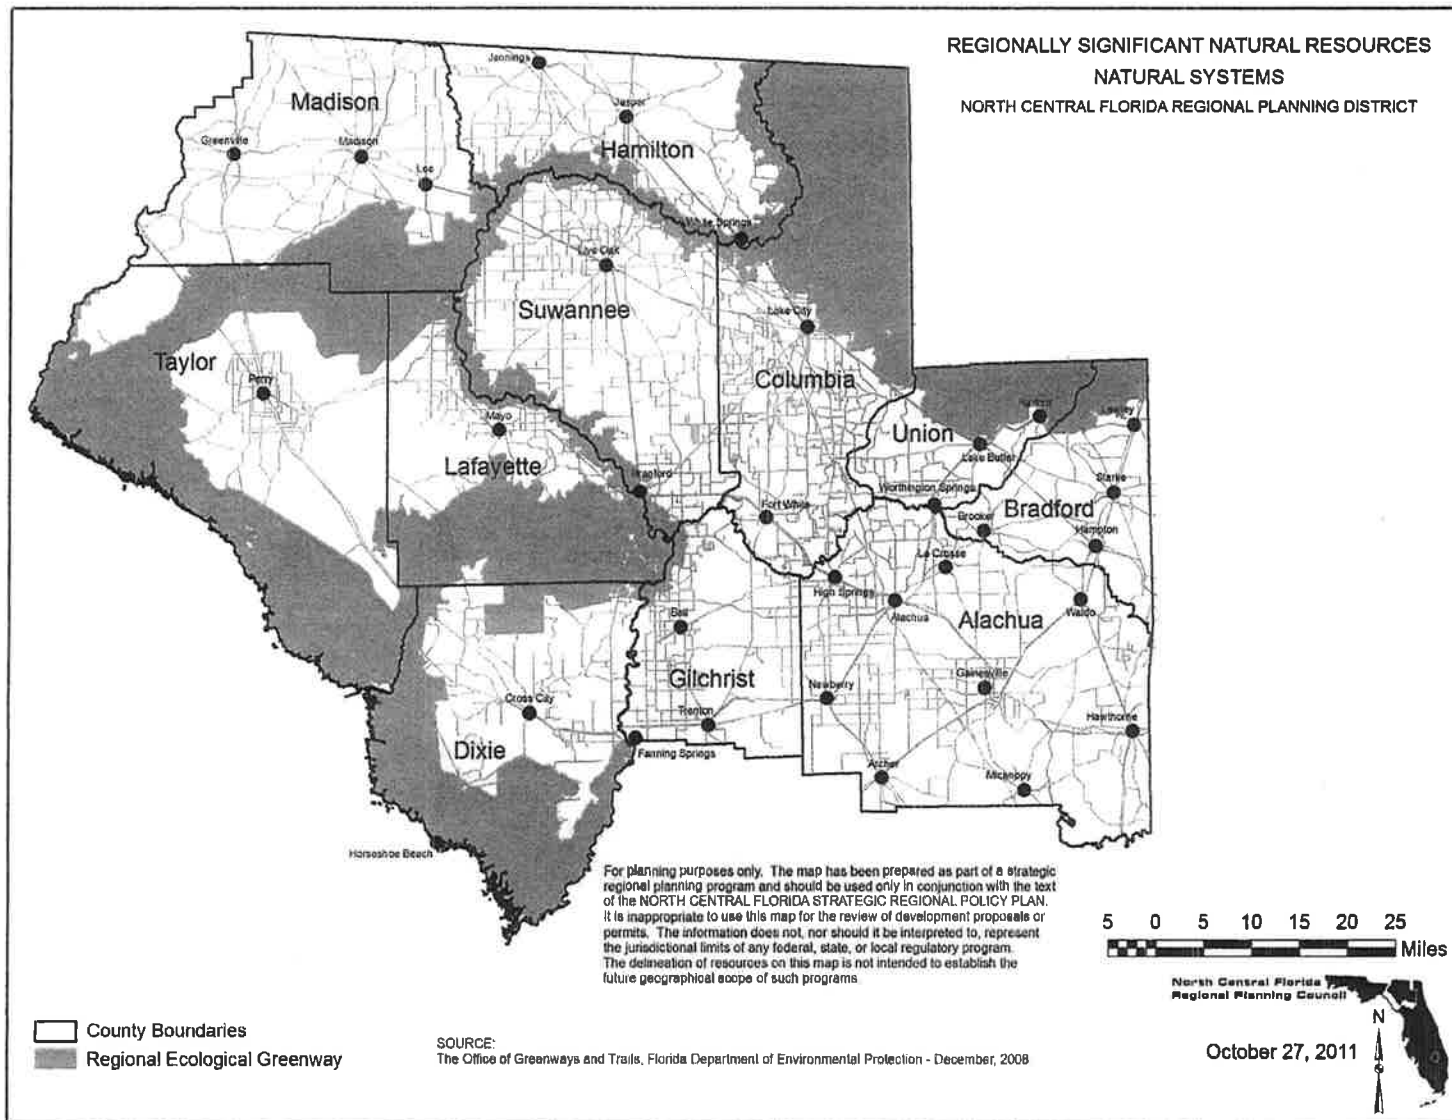 REGIONALLY SIGNIFICANT NATURAL RESOURCES
NATURAL SYSTEMS
NORTH CENTRAL FLORIDA REGIONAL PLANNING DISTRICT
Jennings
Madison
Jasper
Greenville
Madison
Hamilton
Lee
White Springs
Live Oak
Suwannee
Lake City
Taylor
Perry
Columbia
Mayo
Union
Lawtey
Lake Butler
Lafayette
Branford
Worthington Springs
Starke
Fort White
Brooker
Bradford
Hampton
La Crosse
High Springs
Bell
Alachua
Alachua
Waldo
Gilchrist
Newberry
Gainesville
Cross City
Trenton
Hawthorne
Dixie
Fanning Springs
Archer
Micanopy
Horseshoe Beach
For planning purposes only. The map has been prepared as part of a strategic
regional planning program and should be used only in conjunction with the text
of the NORTH CENTRAL FLORIDA STRATEGIC REGIONAL POLICY PLAN.
It is inappropriate to use this map for the review of development proposals or
permits. The information does not, nor should it be interpreted to, represent
the jurisdictional limits of any federal, state, or local regulatory program.
The delineation of resources on this map is not intended to establish the
future geographical scope of such programs
5 0 5 10 15 20 25
Miles
North Central Florida
Regional Planning Council
N
County Boundaries
Regional Ecological Greenway
SOURCE:
The Office of Greenways and Trails, Florida Department of Environmental Protection - December, 2008
October 27, 2011